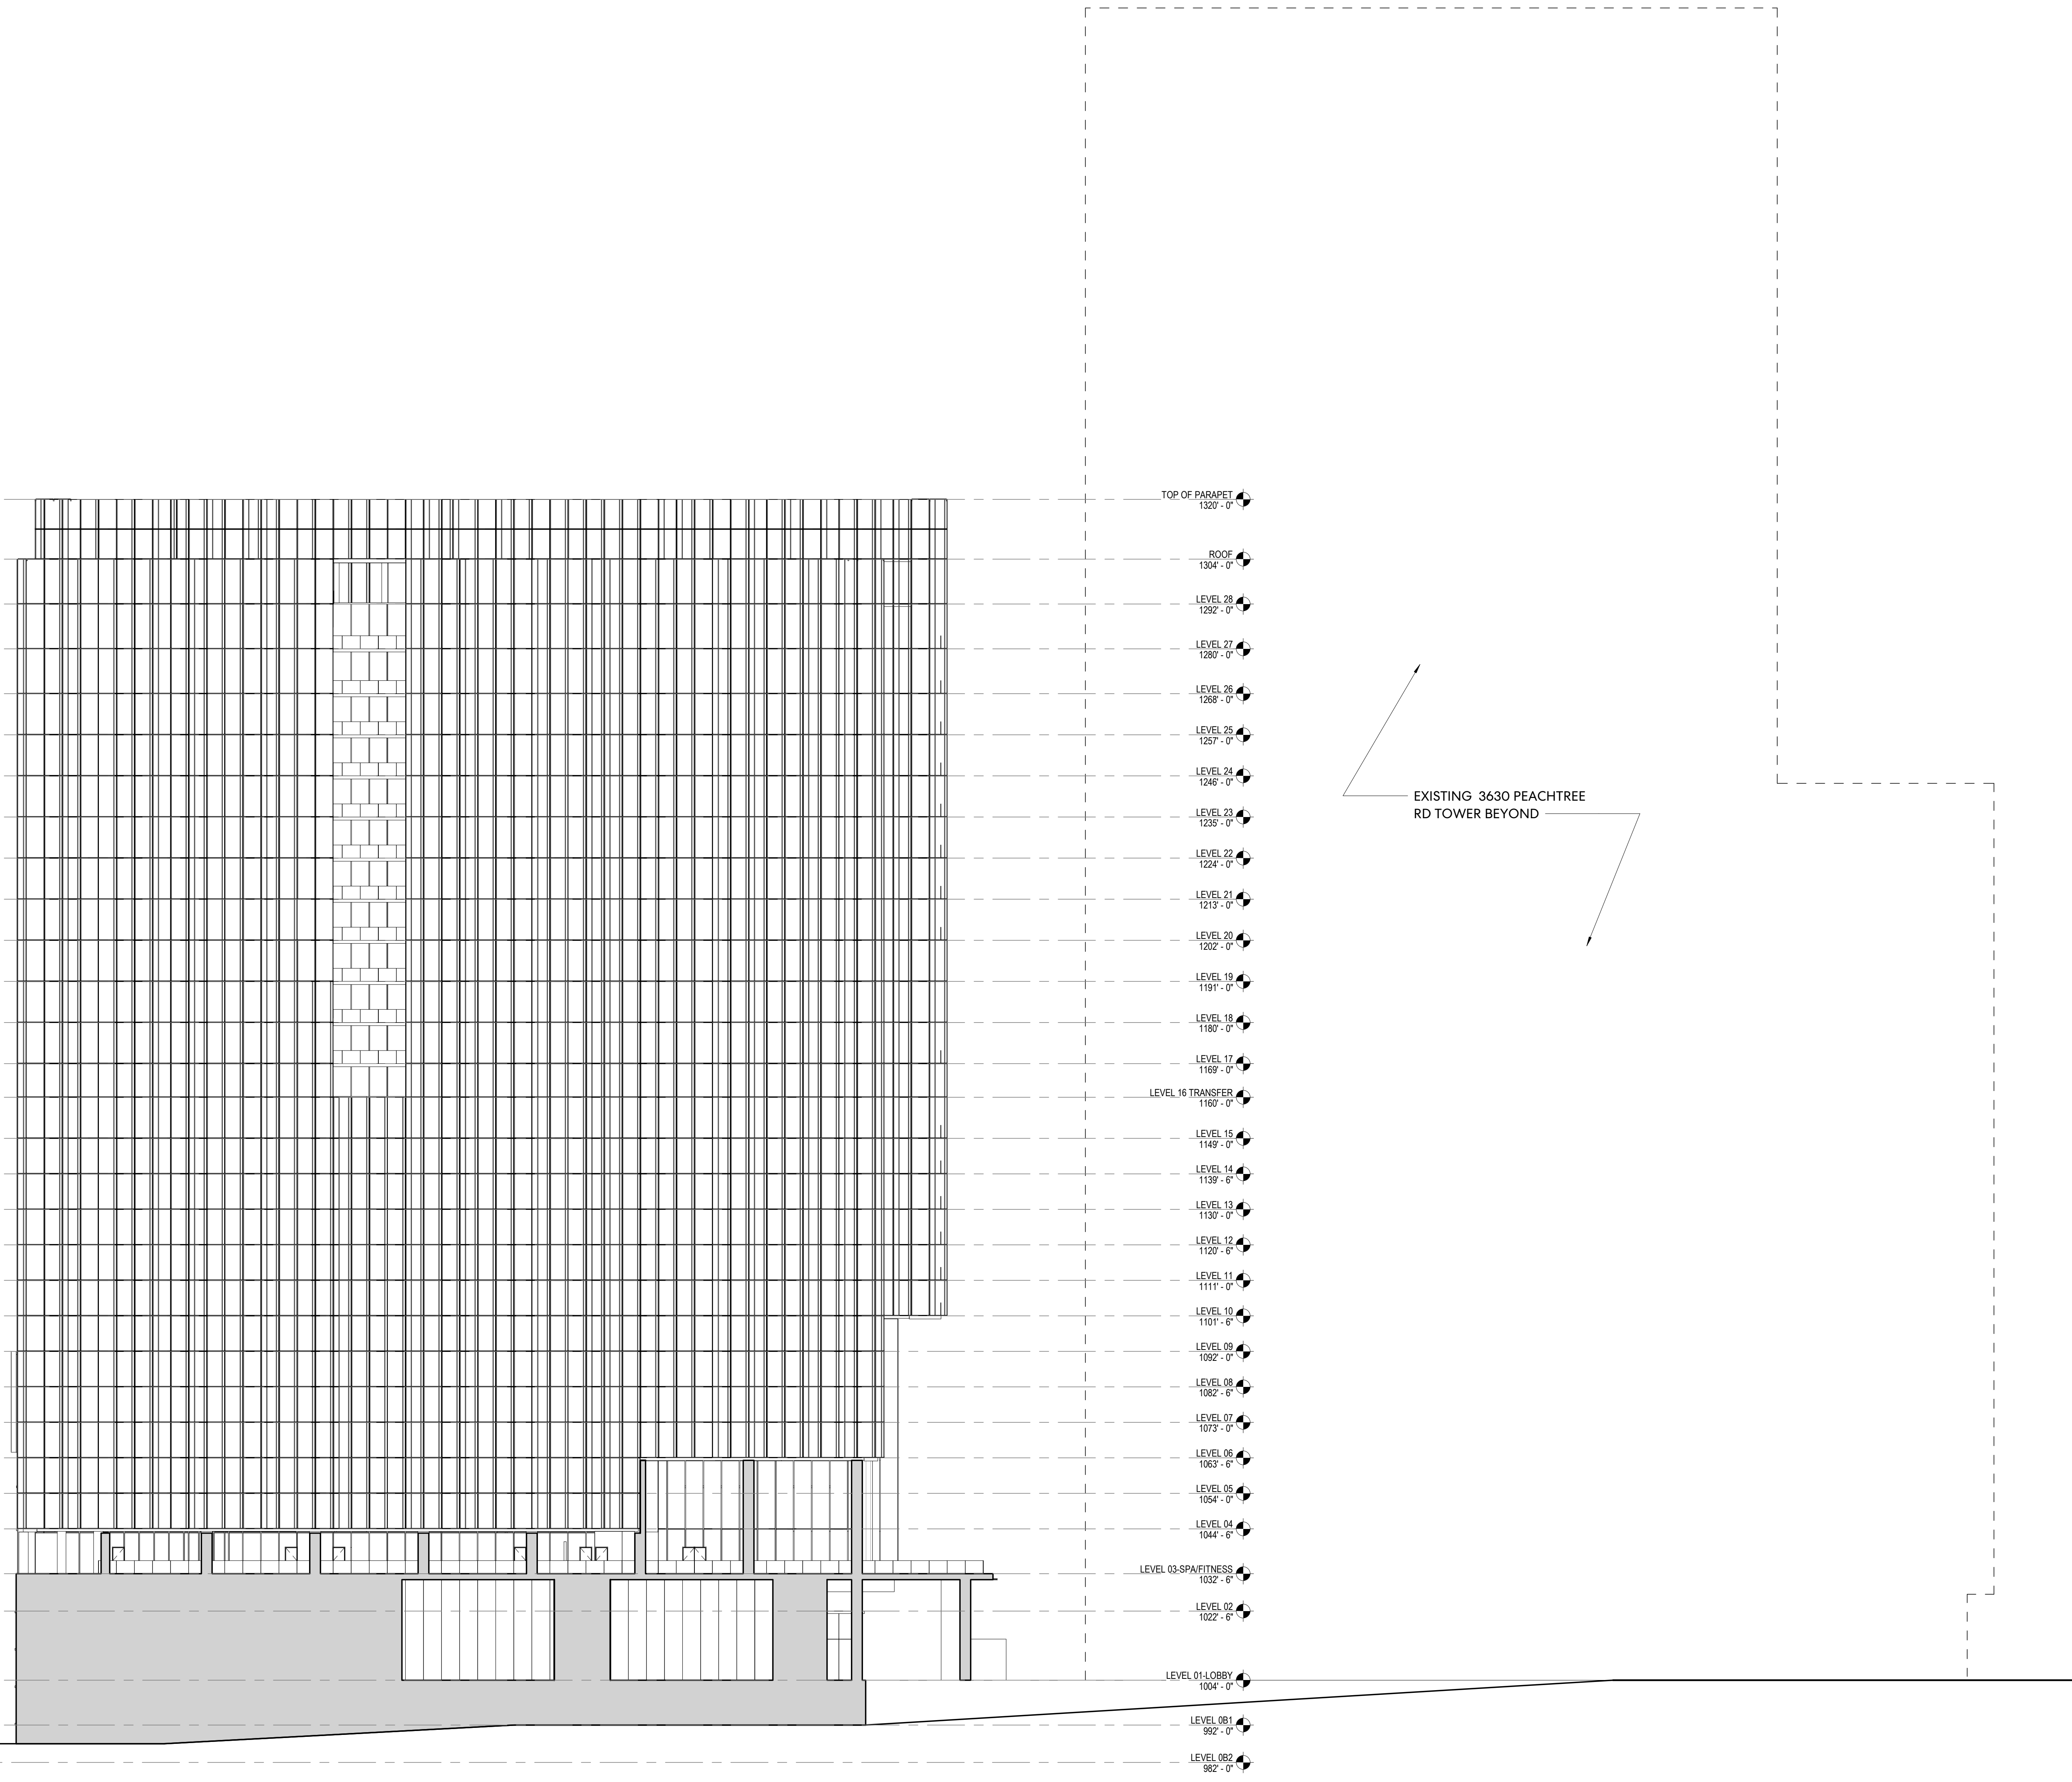 TOP OF PARAPET
1320' - 0"
ROOF
1304' - 0"
LEVEL 28
1292' - 0"
LEVEL 27
1280' - 0"
LEVEL 26
1268' - 0"
LEVEL 25
1257' - 0"
LEVEL 24
1246' - 0"
EXISTING 3630 PEACHTREE
RD TOWER BEYOND
LEVEL 23
1235' - 0"
LEVEL 22
1224' - 0"
LEVEL 21
1213' - 0"
LEVEL 20
1202' - 0"
LEVEL 19
1191' - 0"
LEVEL 18
1180' - 0"
LEVEL 17
1169' - 0"
LEVEL 16 TRANSFER
1160' - 0"
LEVEL 15
1149' - 0"
LEVEL 14
1139' - 6"
LEVEL 13
1130' - 0"
LEVEL 12
1120' - 6"
LEVEL 11
1111' - 0"
LEVEL 10
1101' - 6"
LEVEL 09
1092' - 0"
LEVEL 08
1082' - 6"
LEVEL 07
1073' - 0"
LEVEL 06
1063' - 6"
LEVEL 05
1054' - 0"
LEVEL 04
1044' - 6"
LEVEL 03-SPA/FITNESS
1032' - 6"
LEVEL 02
1022' - 6"
LEVEL 01-LOBBY
1004' - 0"
LEVEL 0B1
992' - 0"
LEVEL 0B2
982' - 0"